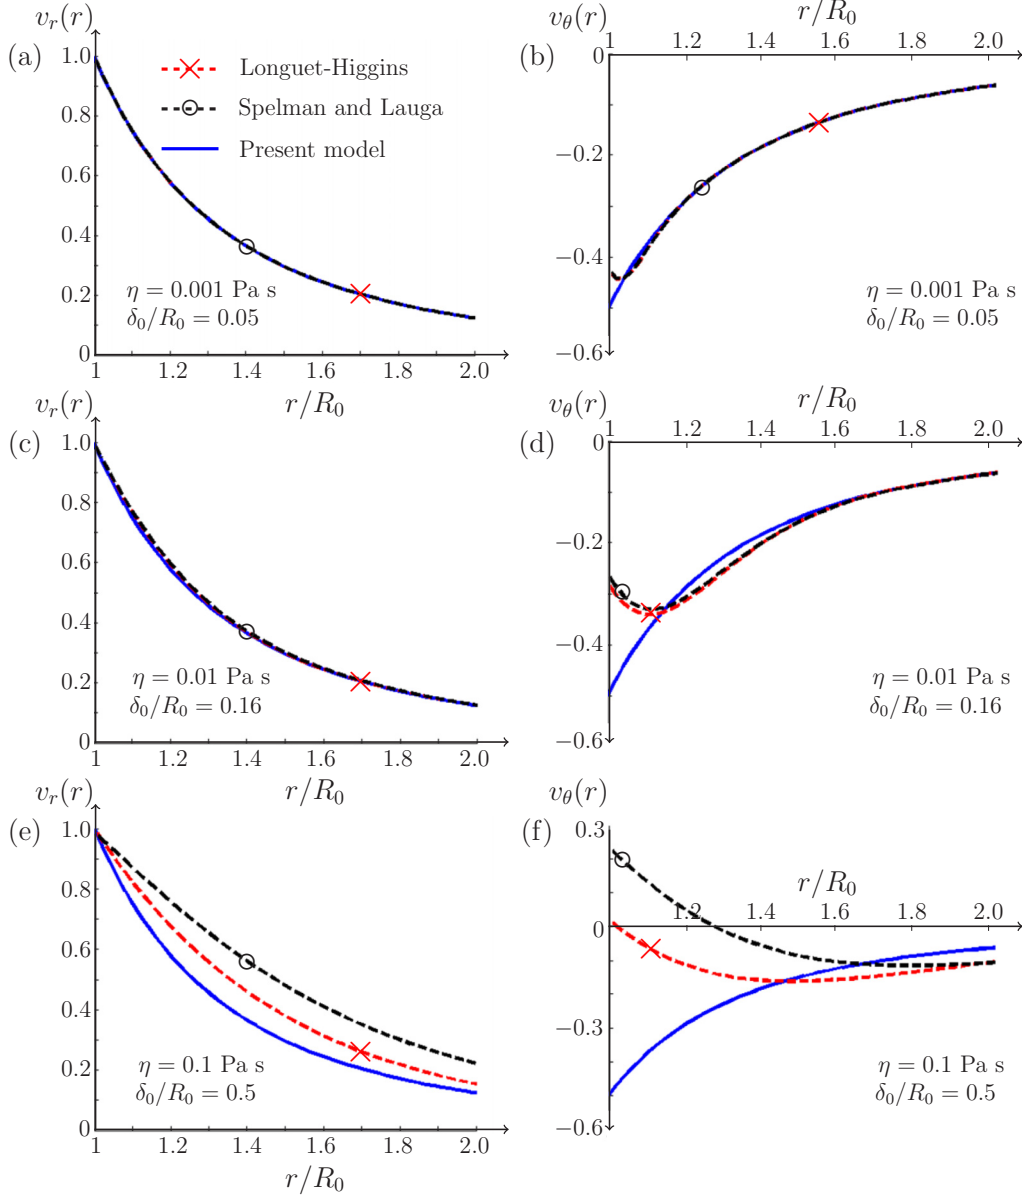 v_r(r)
(a)
1.0
0.8
0.6
0.4
0.2
0
1
1.2
1.4
1.6
1.8
2.0
r/R_0
Longuet-Higgins
Spelman and Lauga
Present model
η = 0.001 Pa s
δ_0/R_0 = 0.05
v_θ(r)
r/R_0
(b)
1
1.2
1.4
1.6
1.8
2.0
0
−0.2
−0.4
−0.6
η = 0.001 Pa s
δ_0/R_0 = 0.05
v_r(r)
(c)
1.0
0.8
0.6
0.4
0.2
0
1
1.2
1.4
1.6
1.8
2.0
r/R_0
η = 0.01 Pa s
δ_0/R_0 = 0.16
v_θ(r)
r/R_0
(d)
1
1.2
1.4
1.6
1.8
2.0
0
−0.2
−0.4
−0.6
η = 0.01 Pa s
δ_0/R_0 = 0.16
v_r(r)
(e)
1.0
0.8
0.6
0.4
0.2
0
1
1.2
1.4
1.6
1.8
2.0
r/R_0
η = 0.1 Pa s
δ_0/R_0 = 0.5
v_θ(r)
(f)
0.3
r/R_0
1
1.2
1.4
1.6
1.8
2.0
0
−0.3
−0.6
η = 0.1 Pa s
δ_0/R_0 = 0.5